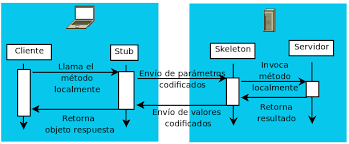 Cliente
Stub
Skeleton
Servidor
Llama el
método
localmente
Envío de parámetros
codificados
Invoca
método
localmente
Retorna
objeto respuesta
Envío de valores
codificados
Retorna
resultado